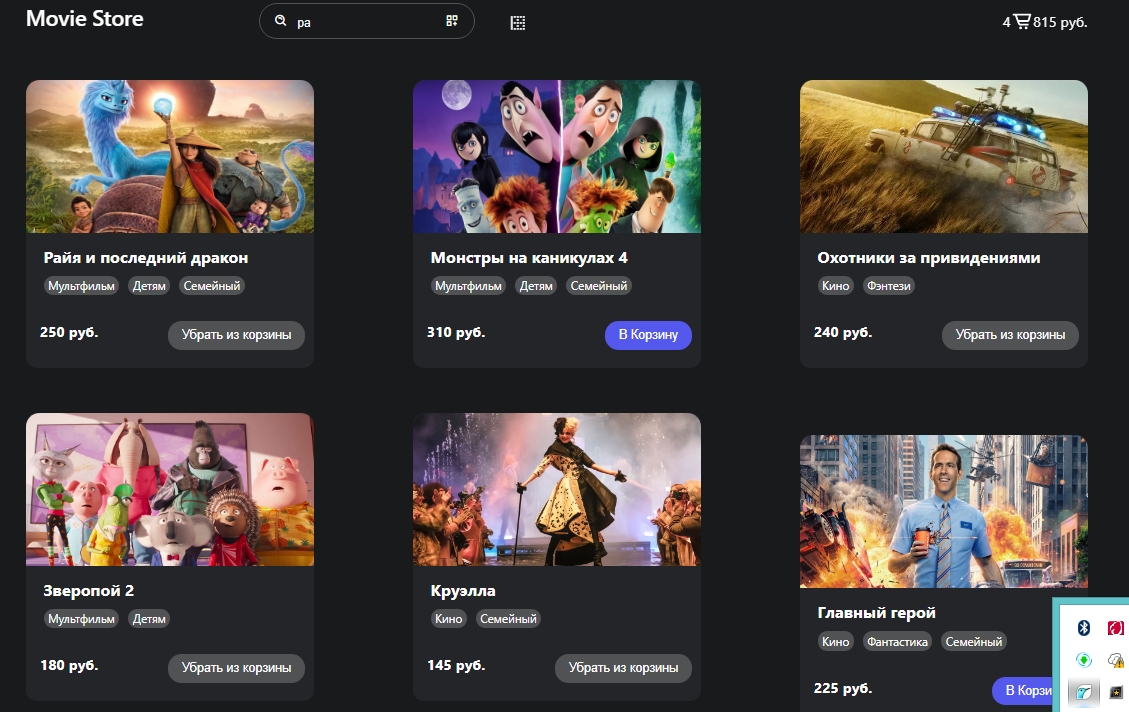 Movie Store
ра
4 815 руб.
Райя и последний дракон
Мультфильм Детям Семейный
250 руб. Убрать из корзины
Монстры на каникулах 4
Мультфильм Детям Семейный
310 руб. В Корзину
Охотники за привидениями
Кино Фэнтези
240 руб. Убрать из корзины
Зверопой 2
Мультфильм Детям
180 руб. Убрать из корзины
Круэлла
Кино Семейный
145 руб. Убрать из корзины
Главный герой
Кино Фантастика Семейный
225 руб. В Корзи